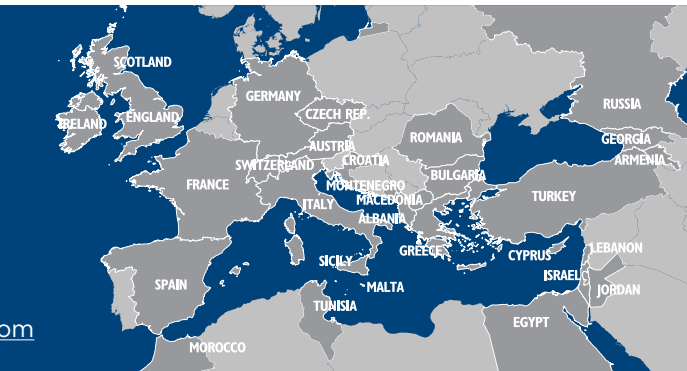 SCOTLAND
IRELAND
ENGLAND
GERMANY
CZECH REP.
AUSTRIA
SWITZERLAND
CROATIA
FRANCE
MONTENEGRO
MACEDONIA
ITALY
ALBANIA
ROMANIA
BULGARIA
RUSSIA
GEORGIA
ARMENIA
TURKEY
GREECE
CYPRUS
LEBANON
ISRAEL
JORDAN
SICILY
MALTA
SPAIN
TUNISIA
EGYPT
MOROCCO
om